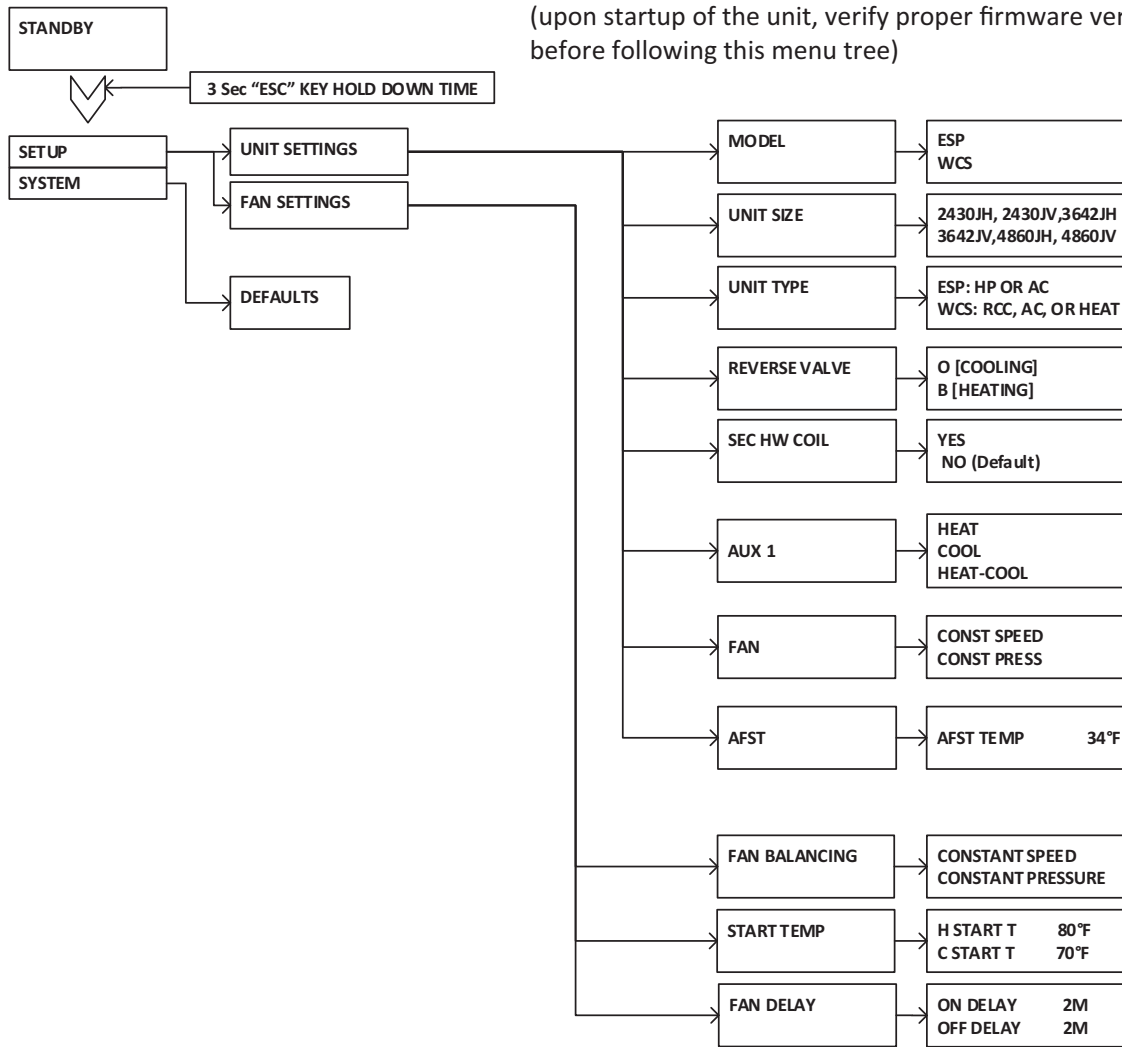 (upon startup of the unit, verify proper firmware
before following this menu tree)
STANDBY
3 Sec “ESC” KEY HOLD DOWN TIME
SETUP
SYSTEM
UNIT SETTINGS
FAN SETTINGS
DEFAULTS
MODEL
ESP
WCS
UNIT SIZE
2430JH, 2430JV,3642JH
3642JV,4860JH, 4860JV
UNIT TYPE
ESP: HP OR AC
WCS: RCC, AC, OR HEAT
REVERSE VALVE
O [COOLING]
B [HEATING]
SEC HW COIL
YES
NO (Default)
AUX 1
HEAT
COOL
HEAT-COOL
FAN
CONST SPEED
CONST PRESS
AFST
AFST TEMP 34°F
FAN BALANCING
CONSTANT SPEED
CONSTANT PRESSURE
START TEMP
H START T 80°F
C START T 70°F
FAN DELAY
ON DELAY 2M
OFF DELAY 2M